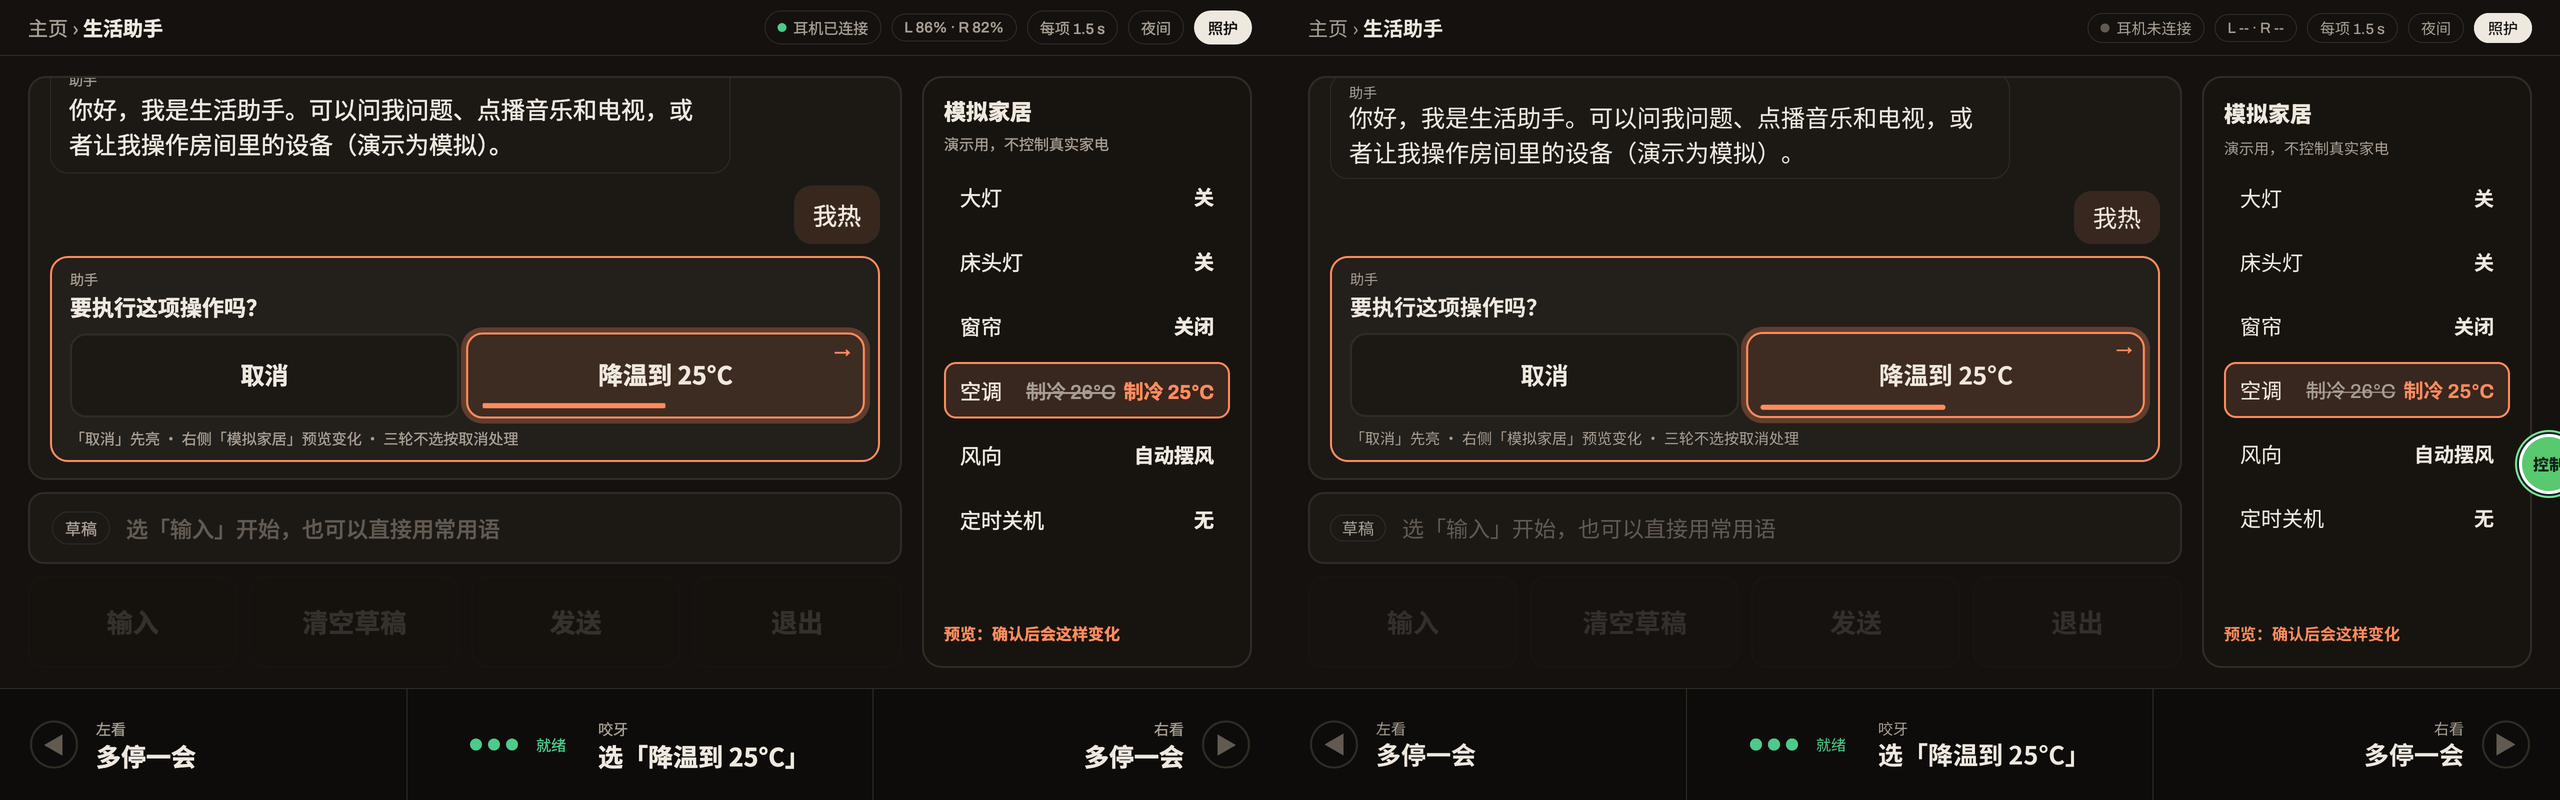 主页 › 生活助手
耳机已连接
L 86% · R 82%
每项 1.5 s
夜间
照护
助手
你好，我是生活助手。可以问我问题、点播音乐和电视，或
者让我操作房间里的设备（演示为模拟）。
我热
助手
要执行这项操作吗？
取消
降温到 25°C →
「取消」先亮 · 右侧「模拟家居」预览变化 · 三轮不选按取消处理
草稿 选「输入」开始，也可以直接用常用语
输入
清空草稿
发送
退出
模拟家居
演示用，不控制真实家电
大灯 关
床头灯 关
窗帘 关闭
空调 制冷 26°C 制冷 25°C
风向 自动摆风
定时关机 无
预览：确认后会这样变化
左看
多停一会
就绪
咬牙
选「降温到 25°C」
右看
多停一会
主页 › 生活助手
耳机未连接
L -- · R --
每项 1.5 s
夜间
照护
助手
你好，我是生活助手。可以问我问题、点播音乐和电视，或
者让我操作房间里的设备（演示为模拟）。
我热
助手
要执行这项操作吗？
取消
降温到 25°C →
「取消」先亮 · 右侧「模拟家居」预览变化 · 三轮不选按取消处理
草稿 选「输入」开始，也可以直接用常用语
输入
清空草稿
发送
退出
模拟家居
演示用，不控制真实家电
大灯 关
床头灯 关
窗帘 关闭
空调 制冷 26°C 制冷 25°C
风向 自动摆风
定时关机 无
预览：确认后会这样变化
控制
左看
多停一会
就绪
咬牙
选「降温到 25°C」
右看
多停一会